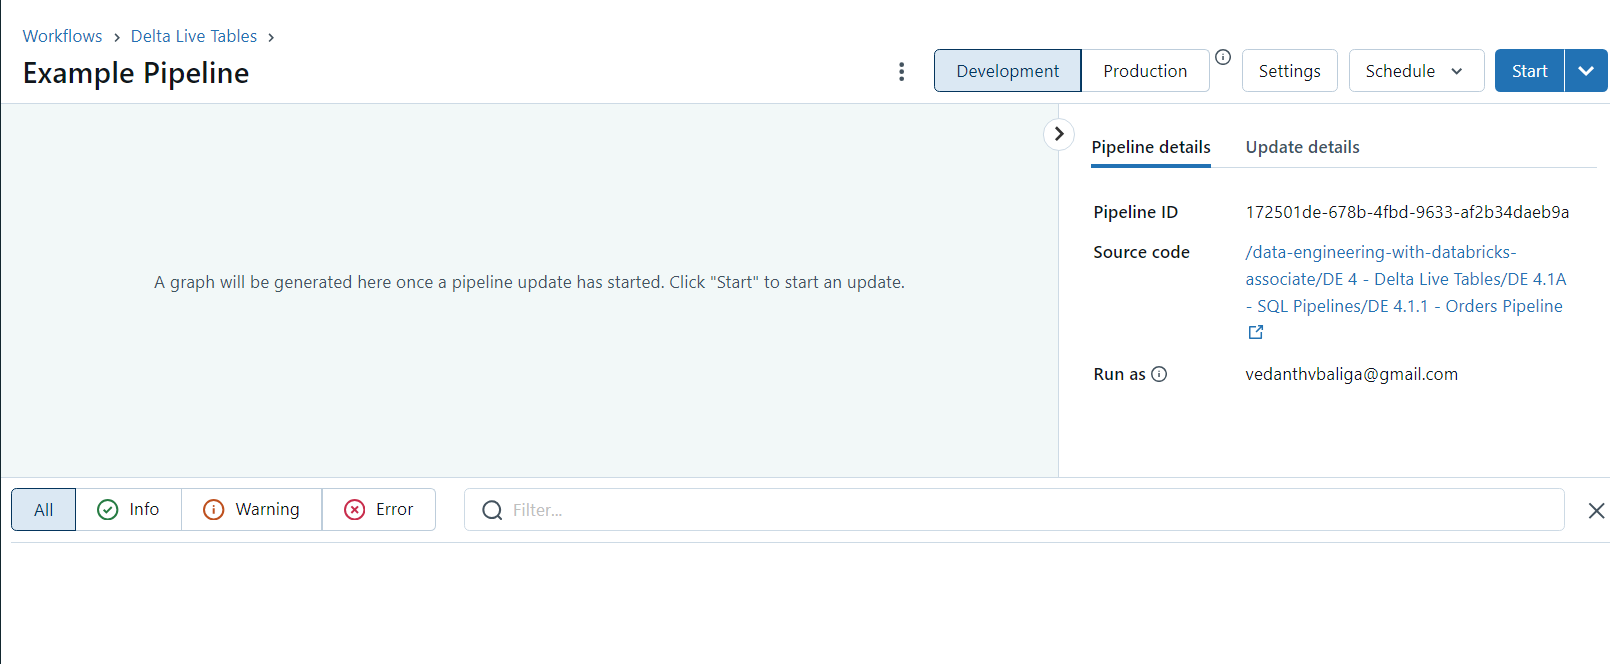 Workflows > Delta Live Tables >
Example Pipeline
Development Production Settings Schedule Start
Pipeline details Update details
Pipeline ID 172501de-678b-4fbd-9633-af2b34daeb9a
Source code /data-engineering-with-databricks-
associate/DE 4 - Delta Live Tables/DE 4.1A
- SQL Pipelines/DE 4.1.1 - Orders Pipeline
A graph will be generated here once a pipeline update has started. Click "Start" to start an update.
Run as vedanthvbaliga@gmail.com
All Info Warning Error Filter...